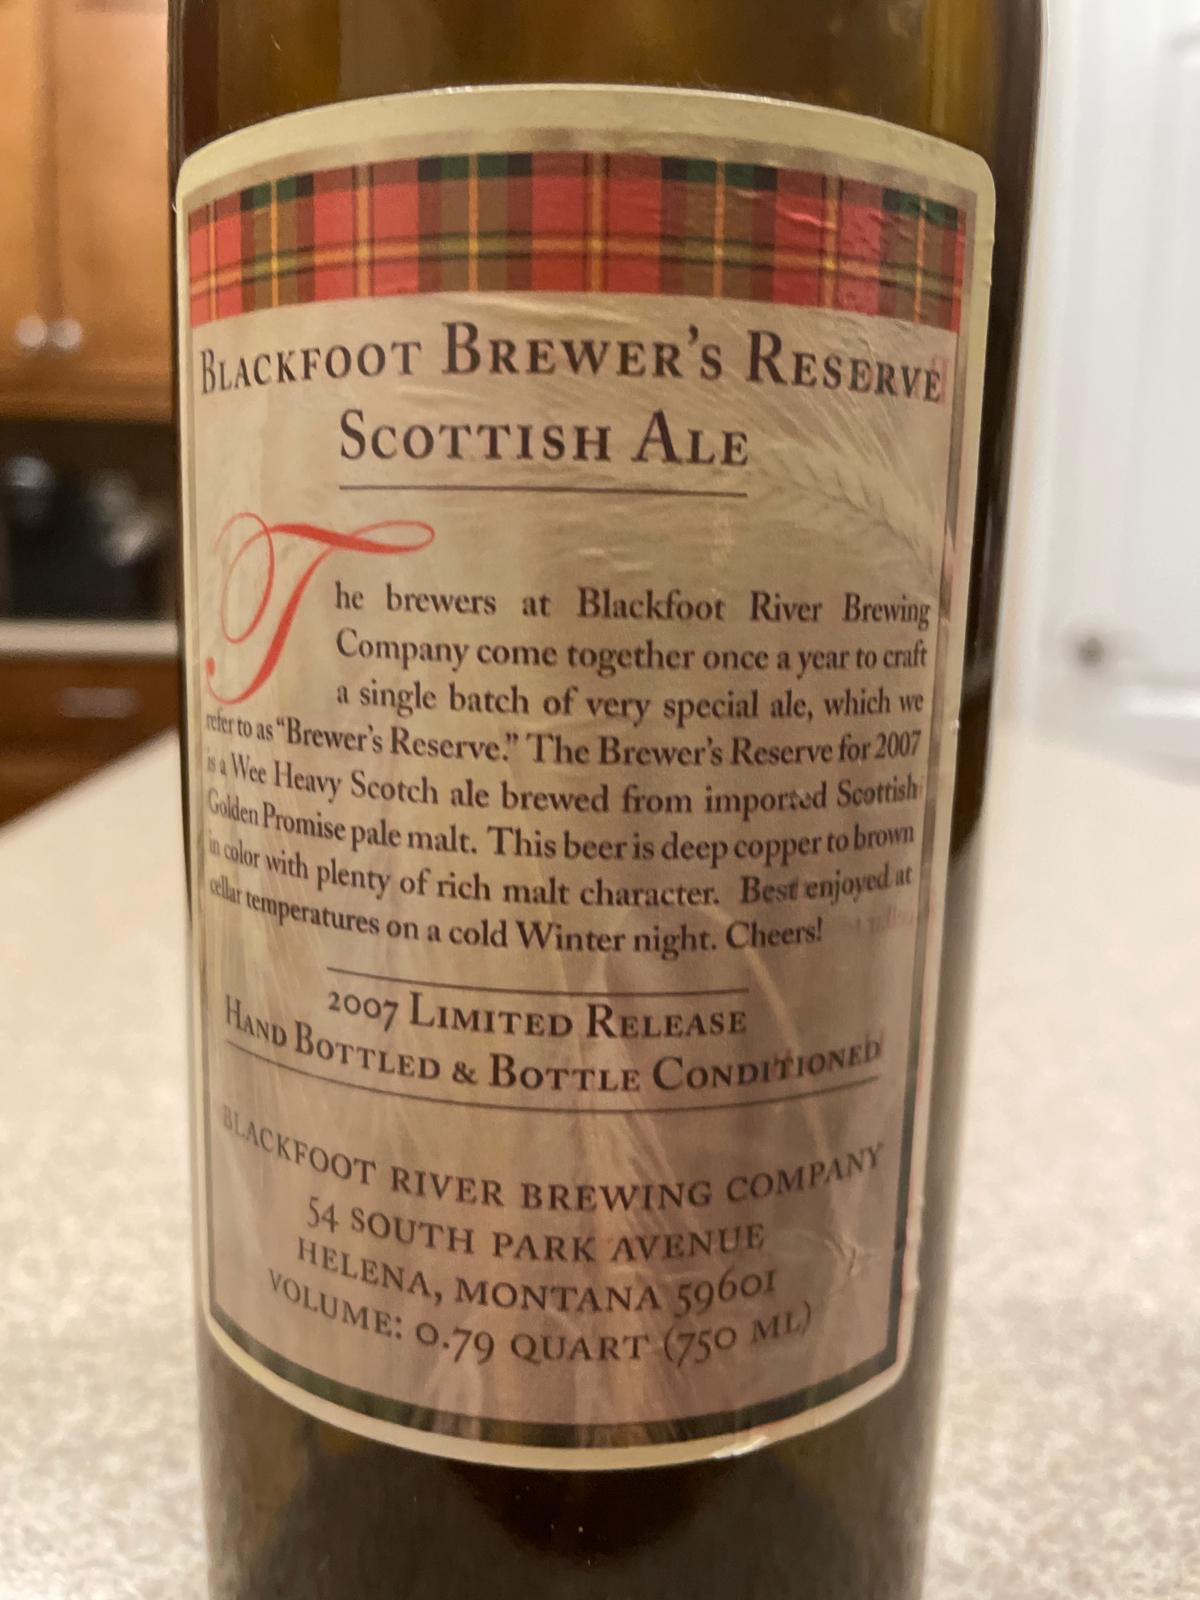 Blackfoot Brewer's Reserve
Scottish Ale
The brewers at Blackfoot River Brewing
Company come together once a year to craft
a single batch of very special ale, which we
refer to as “Brewer's Reserve.” The Brewer's Reserve for 2007
is a Wee Heavy Scotch ale brewed from imported Scottish
Golden Promise pale malt. This beer is deep copper to brown
in color with plenty of rich malt character. Best enjoyed at
cellar temperatures on a cold Winter night. Cheers!
2007 Limited Release
Hand Bottled & Bottle Conditioned
BLACKFOOT RIVER BREWING COMPANY
54 SOUTH PARK AVENUE
HELENA, MONTANA 59601
VOLUME: 0.79 QUART (750 ML)